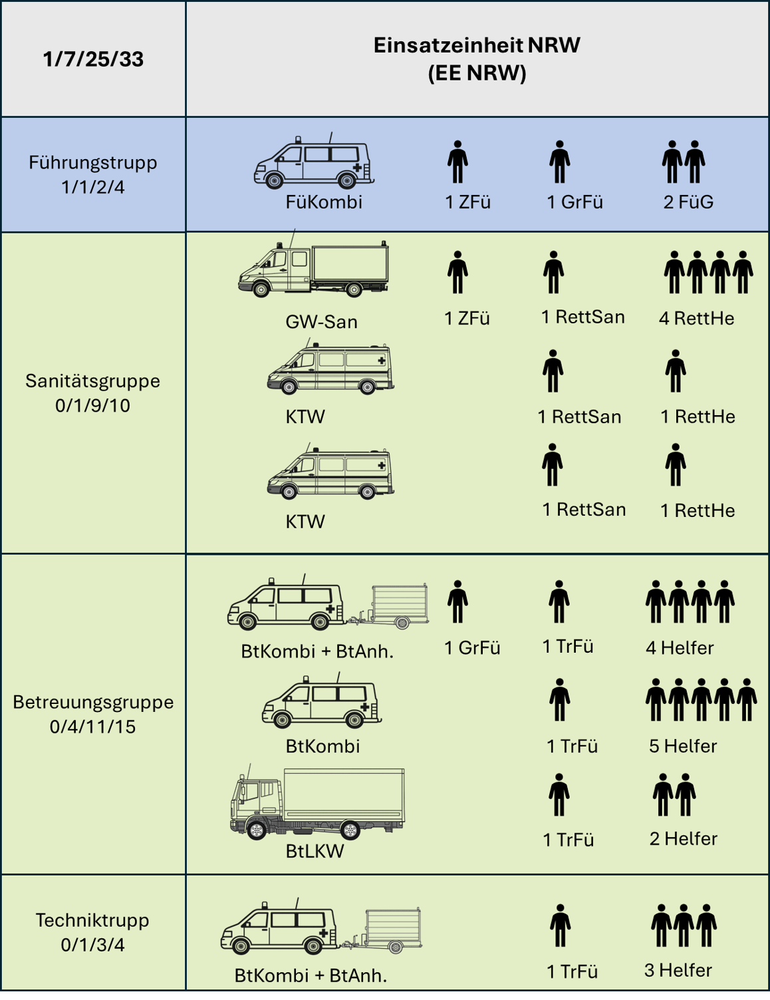 1/7/25/33
Einsatzeinheit NRW
(EE NRW)
Führungstrupp
1/1/2/4
FüKombi
1 ZFü
1 GrFü
2 FüG
Sanitätsgruppe
0/1/9/10
GW-San
1 ZFü
1 RettSan
4 RettHe
KTW
1 RettSan
1 RettHe
KTW
1 RettSan
1 RettHe
Betreuungsgruppe
0/4/11/15
BtKombi + BtAnh.
1 GrFü
1 TrFü
4 Helfer
BtKombi
1 TrFü
5 Helfer
BtLKW
1 TrFü
2 Helfer
Techniktrupp
0/1/3/4
BtKombi + BtAnh.
1 TrFü
3 Helfer